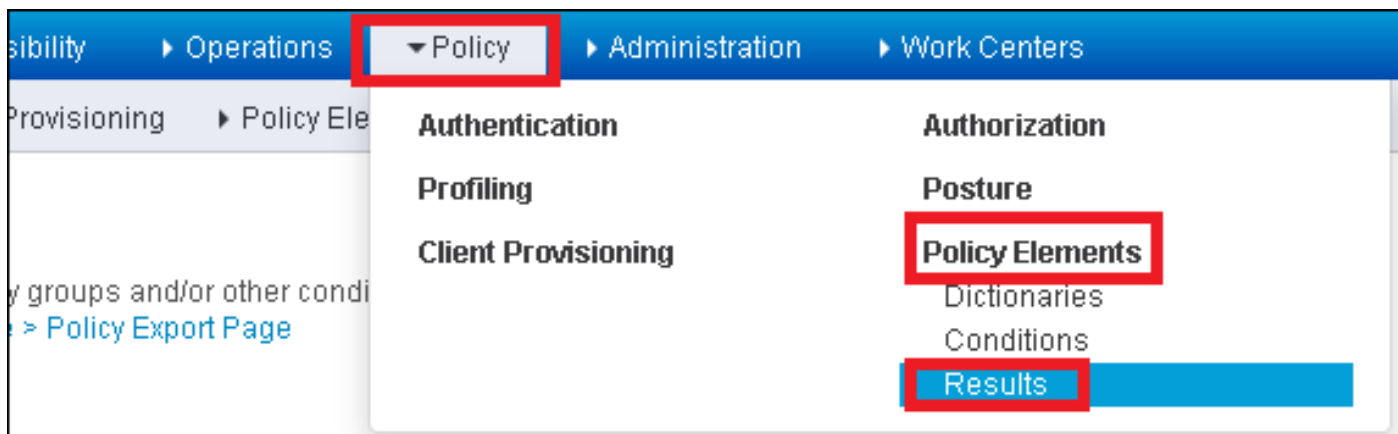 sibility Operations Policy Administration Work Centers
Provisioning Policy Ele
Authentication Authorization
Profiling Posture
Client Provisioning Policy Elements
y groups and/or other condi Dictionaries
> Policy Export Page Conditions
Results